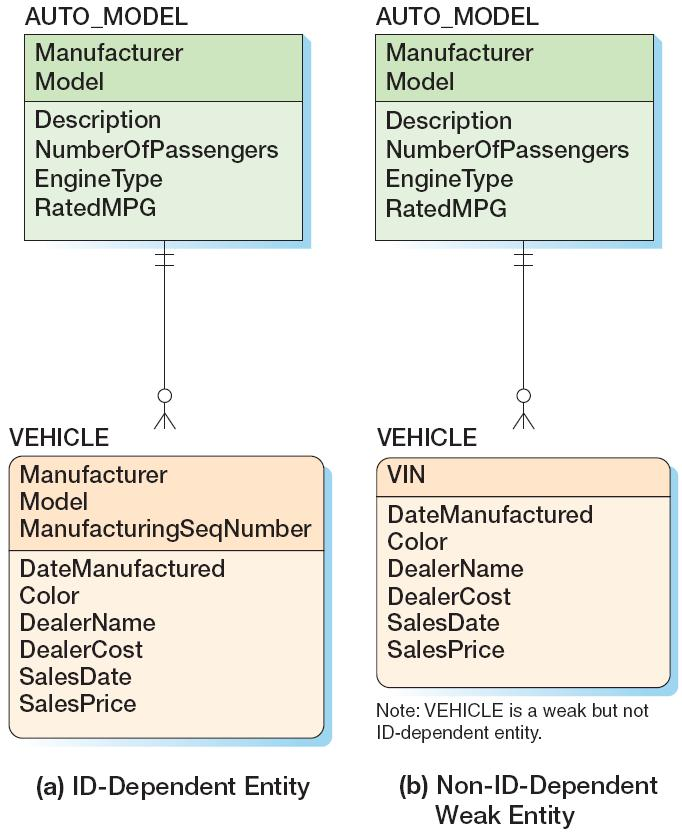 AUTO_MODEL
Manufacturer
Model
Description
NumberOfPassengers
EngineType
RatedMPG
VEHICLE
Manufacturer
Model
ManufacturingSeqNumber
DateManufactured
Color
DealerName
DealerCost
SalesDate
SalesPrice
(a) ID-Dependent Entity
AUTO_MODEL
Manufacturer
Model
Description
NumberOfPassengers
EngineType
RatedMPG
VEHICLE
VIN
DateManufactured
Color
DealerName
DealerCost
SalesDate
SalesPrice
Note: VEHICLE is a weak but not
ID-dependent entity.
(b) Non-ID-Dependent
Weak Entity